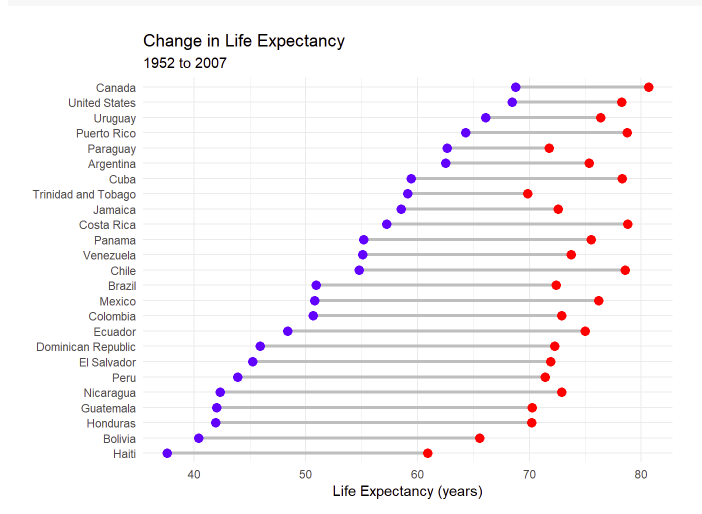 Change in Life Expectancy
1952 to 2007
Canada
United States
Uruguay
Puerto Rico
Paraguay
Argentina
Cuba
Trinidad and Tobago
Jamaica
Costa Rica
Panama
Venezuela
Chile
Brazil
Mexico
Colombia
Ecuador
Dominican Republic
El Salvador
Peru
Nicaragua
Guatemala
Honduras
Bolivia
Haiti
40 50 60 70 80
Life Expectancy (years)